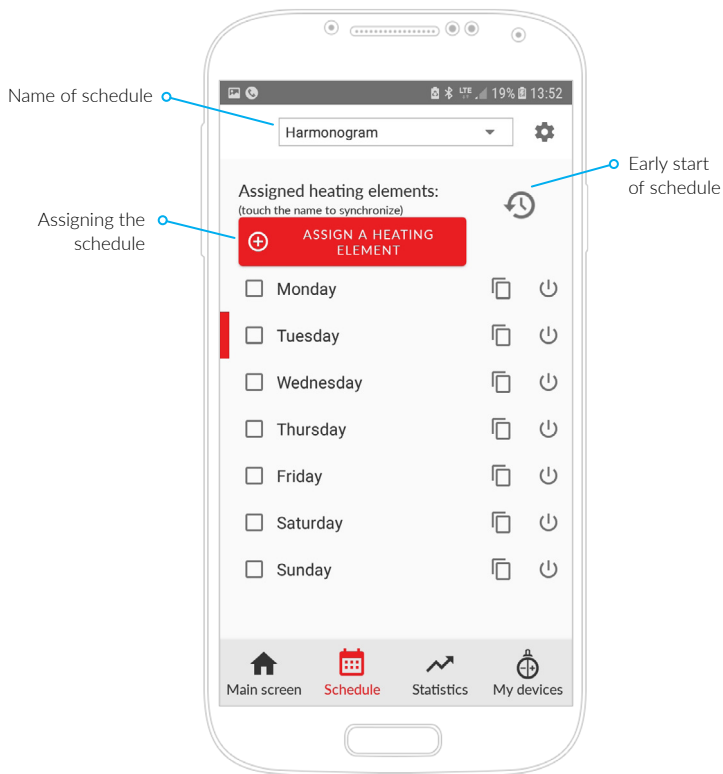 LTE 19% 13:52
Name of schedule
Harmonogram
Early start
of schedule
Assigned heating elements:
(touch the name to synchronize)
Assigning the
schedule
ASSIGN A HEATING
ELEMENT
Monday
Tuesday
Wednesday
Thursday
Friday
Saturday
Sunday
Main screen Schedule Statistics My devices